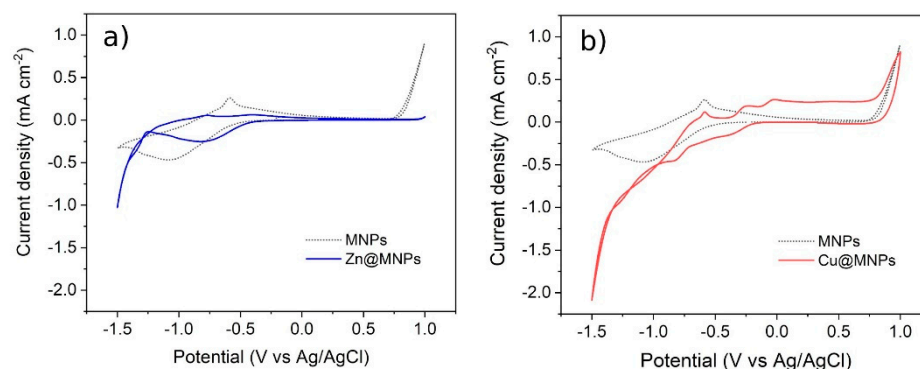 a)
Current density (mA cm⁻²)
1.0
0.5
0.0
-0.5
-1.0
-1.5
-2.0
MNPs
Zn@MNPs
-1.5 -1.0 -0.5 0.0 0.5 1.0
Potential (V vs Ag/AgCl)
b)
Current density (mA cm⁻²)
1.0
0.5
0.0
-0.5
-1.0
-1.5
-2.0
MNPs
Cu@MNPs
-1.5 -1.0 -0.5 0.0 0.5 1.0
Potential (V vs Ag/AgCl)